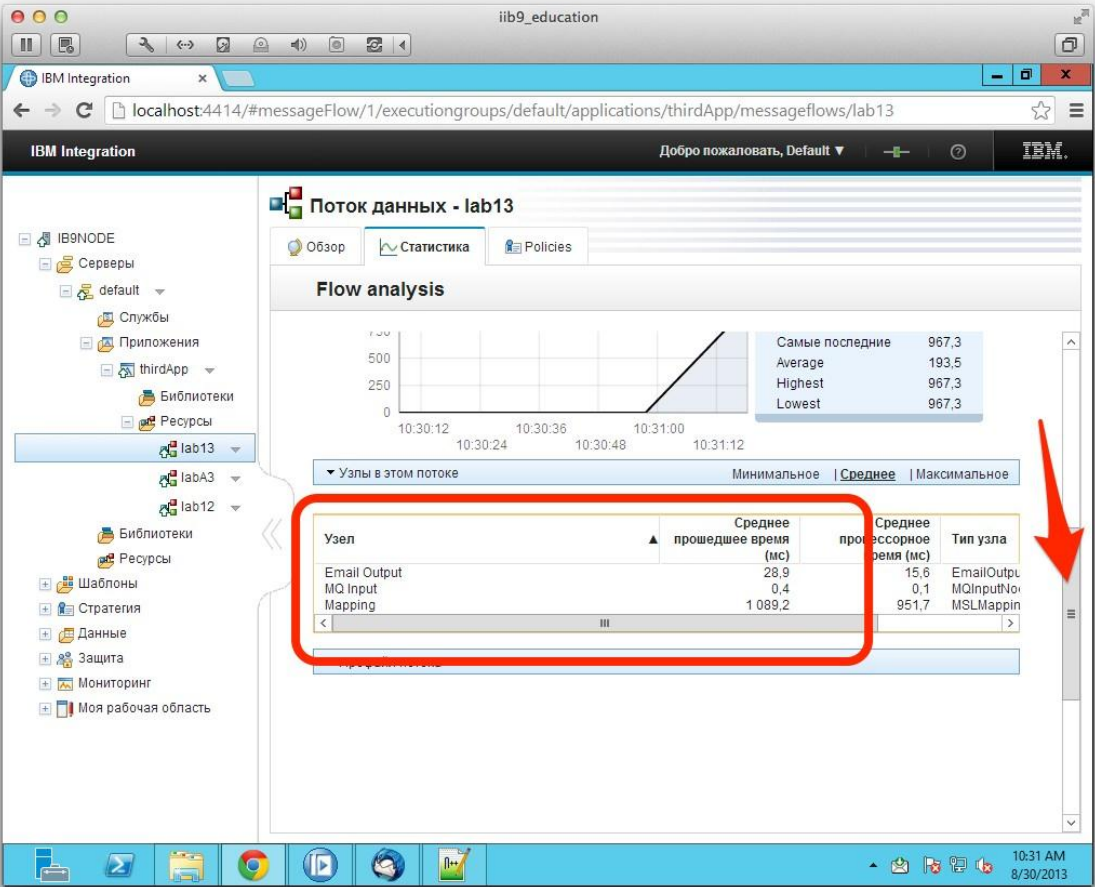 iib9_education
IBM Integration
localhost:4414/#messageFlow/1/executiongroups/default/applications/thirdApp/messageflows/lab13
IBM Integration
Добро пожаловать, Default
IBM.
IB9NODE
Серверы
default
Службы
Приложения
thirdApp
Библиотеки
Ресурсы
lab13
labA3
lab12
Библиотеки
Ресурсы
Шаблоны
Стратегия
Данные
Защита
Мониторинг
Моя рабочая область
Поток данных - lab13
Обзор
Статистика
Policies
Flow analysis
750
500
250
0
10:30:12 10:30:36 10:31:00
10:30:24 10:30:48 10:31:12
Самые последние 967,3
Average 193,5
Highest 967,3
Lowest 967,3
Узлы в этом потоке
Минимальное | Среднее | Максимальное
Узел
Среднее прошедшее время (мс)
Среднее процессорное время (мс)
Тип узла
Email Output 28,9 15,6 EmailOutpu
MQ Input 0,4 0,1 MQInputNo
Mapping 1 089,2 951,7 MSLMappin
10:31 AM
8/30/2013